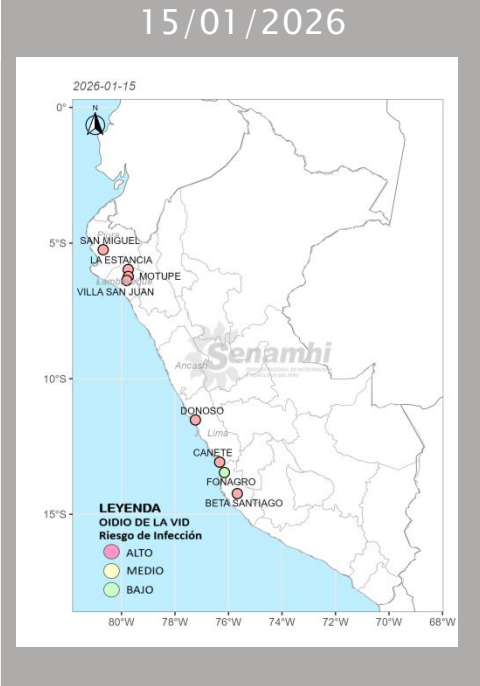 15/01/2026
2026-01-15
0°
N
Piura
SAN MIGUEL
5°S
LA ESTANCIA
MOTUPE
Lambayeque
VILLA SAN JUAN
Senamhi
Ancash
10°S
DONOSO
Lima
CAÑETE
FONAGRO
BETA SANTIAGO
LEYENDA
15°S
OIDIO DE LA VID
Riesgo de Infección
ALTO
MEDIO
BAJO
80°W 78°W 76°W 74°W 72°W 70°W 68°W